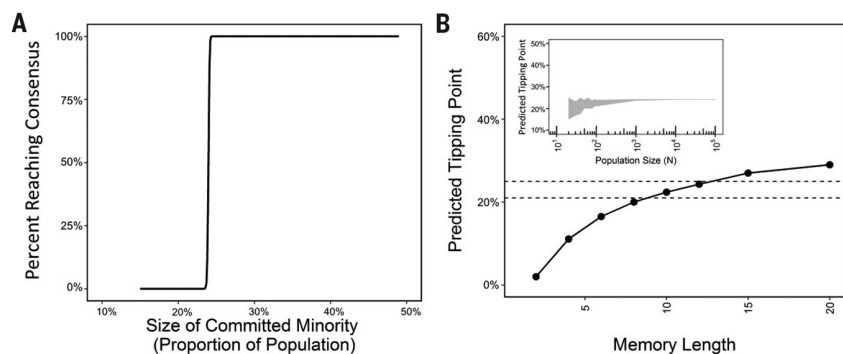 A
Percent Reaching Consensus
100%
75%
50%
25%
0%
10% 20% 30% 40% 50%
Size of Committed Minority
(Proportion of Population)
B
Predicted Tipping Point
60%
40%
20%
0%
5 10 15 20
Memory Length
Predicted Tipping Point
50%
40%
30%
20%
10%
10¹ 10² 10³ 10⁴ 10⁵
Population Size (N)